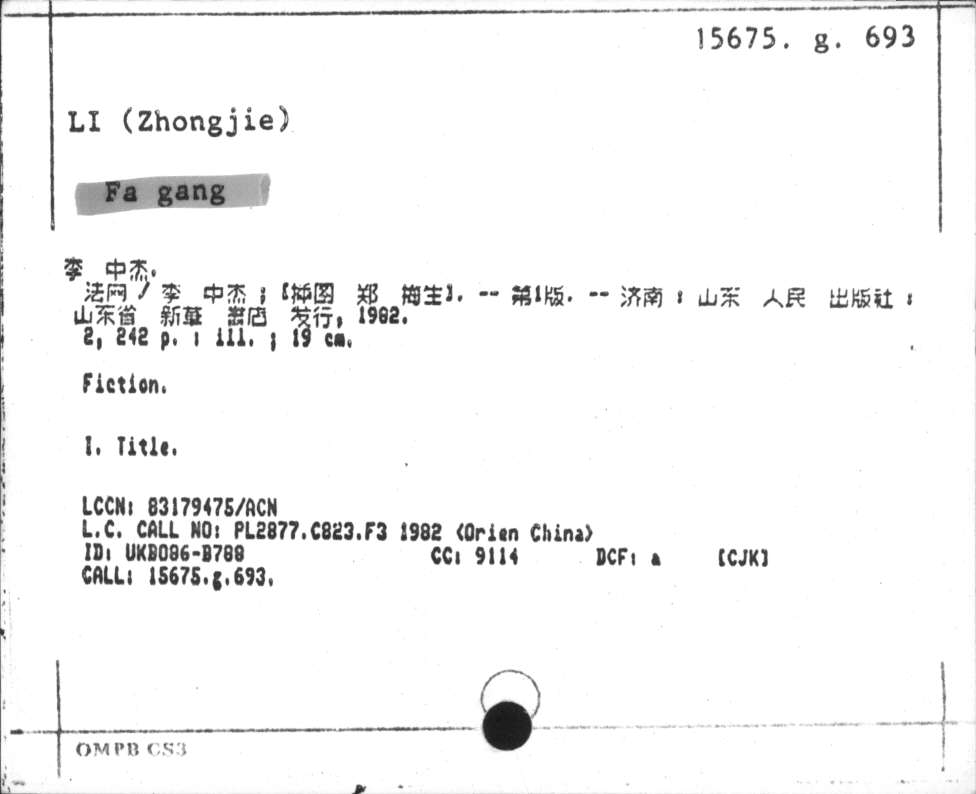 15675. g. 693
LI (Zhongjie)
Fa gang
李 中杰.
法网 / 李 中杰 ; [插图 郑 梅生]. -- 第1版. -- 济南 : 山东 人民 出版社 :
山东省 新華 書店 发行, 1982.
2, 242 p. : ill. ; 19 cm.
Fiction.
I. Title.
LCCN: 83179475/ACN
L.C. CALL NO: PL2877.C823.F3 1982 <Orien China>
ID: UKBO86-B788 CC: 9114 DCF: a [CJK]
CALL: 15675.g.693.
OMPB CS3